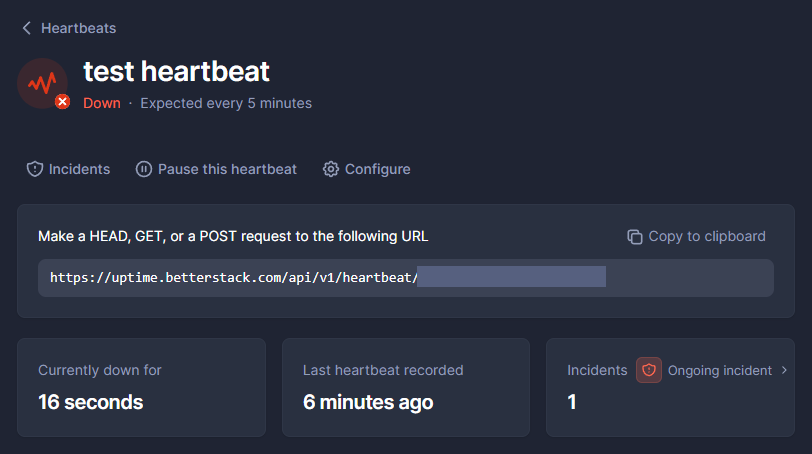 Heartbeats
test heartbeat
Down · Expected every 5 minutes
Incidents Pause this heartbeat Configure
Make a HEAD, GET, or a POST request to the following URL Copy to clipboard
https://uptime.betterstack.com/api/v1/heartbeat/
Currently down for Last heartbeat recorded Incidents Ongoing incident
16 seconds 6 minutes ago 1